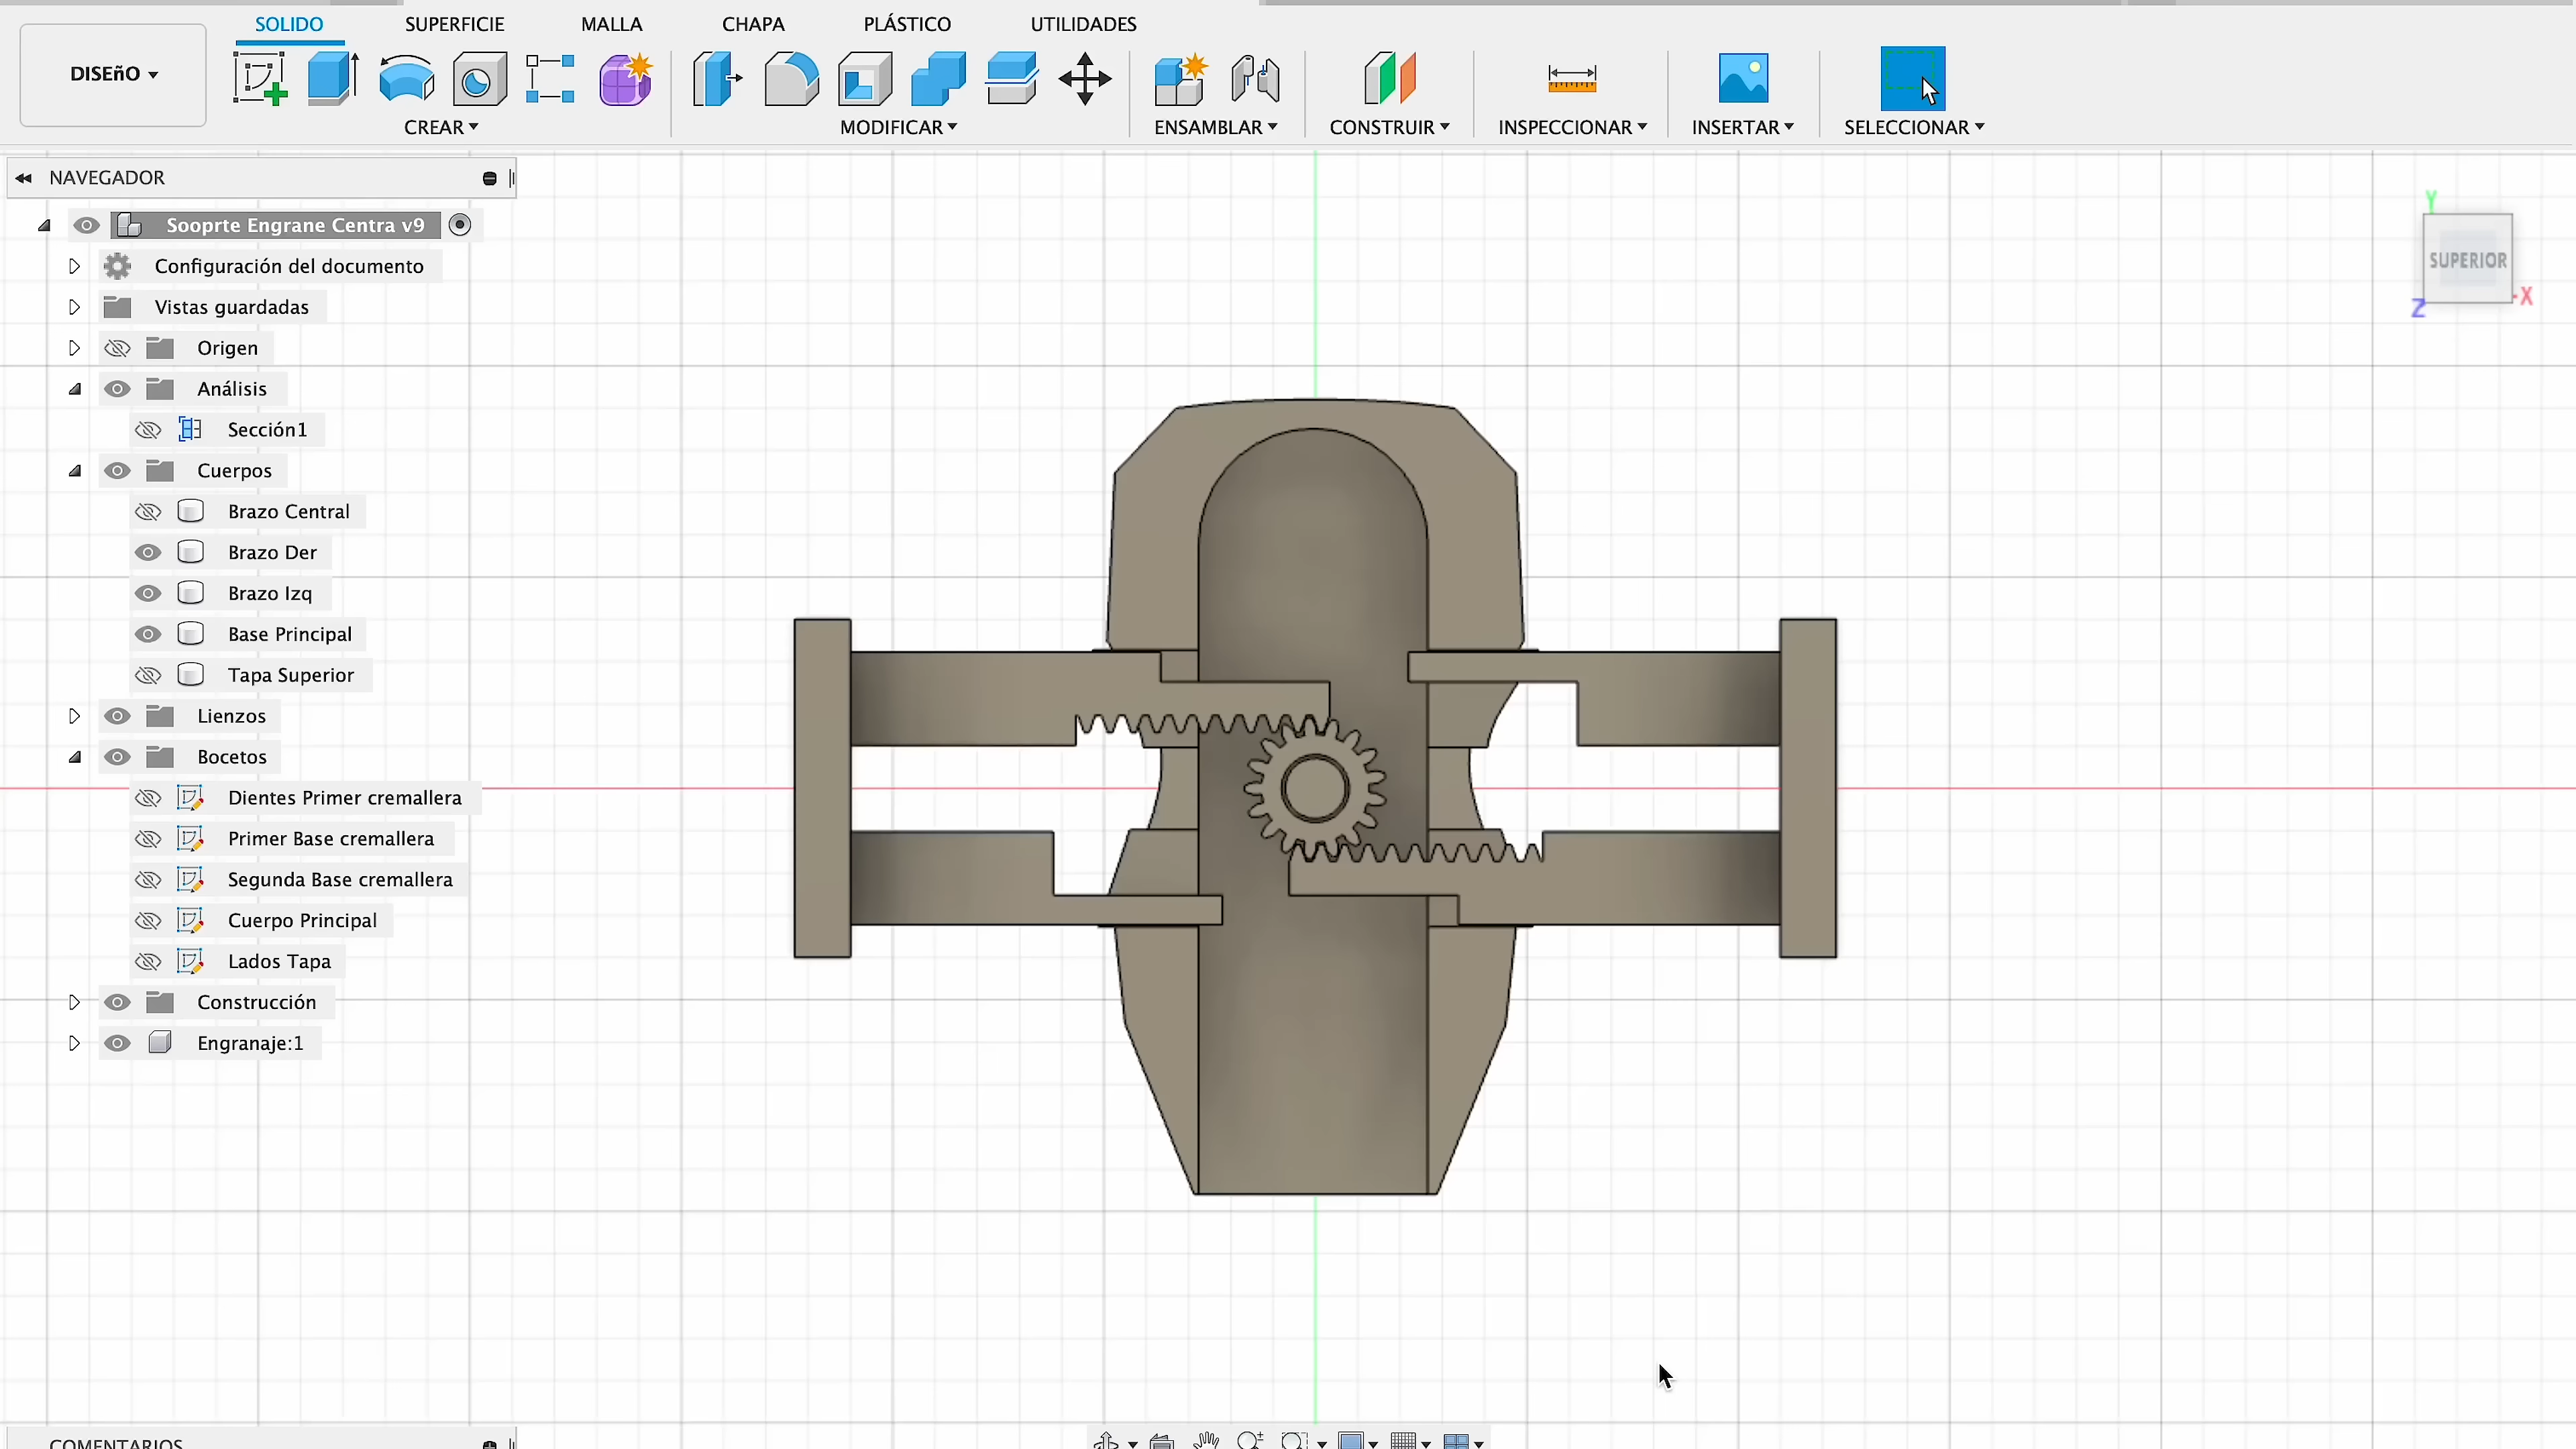 SOLIDO SUPERFICIE MALLA CHAPA PLÁSTICO UTILIDADES
DISEñO
CREAR MODIFICAR ENSAMBLAR CONSTRUIR INSPECCIONAR INSERTAR SELECCIONAR
NAVEGADOR
Sooprte Engrane Centra v9
Configuración del documento
Vistas guardadas
Origen
Análisis
Sección1
Cuerpos
Brazo Central
Brazo Der
Brazo Izq
Base Principal
Tapa Superior
Lienzos
Bocetos
Dientes Primer cremallera
Primer Base cremallera
Segunda Base cremallera
Cuerpo Principal
Lados Tapa
Construcción
Engranaje:1
Y
SUPERIOR
X
Z
COMENTARIOS